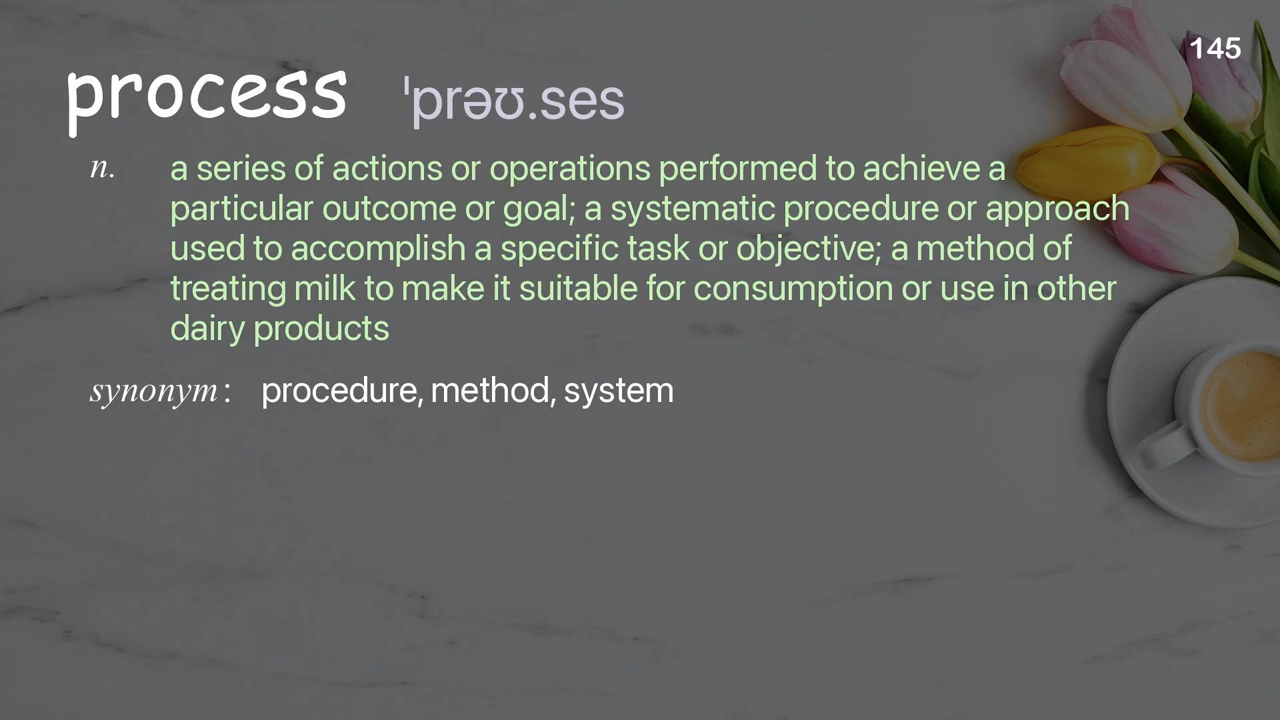 145
process ˈprəʊ.ses
n. a series of actions or operations performed to achieve a
particular outcome or goal; a systematic procedure or approach
used to accomplish a specific task or objective; a method of
treating milk to make it suitable for consumption or use in other
dairy products
synonym: procedure, method, system